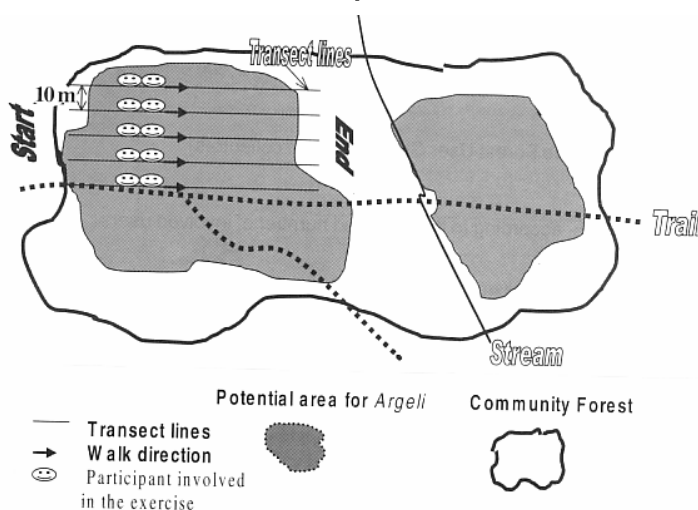 Transect lines
10 m
Start
End
Trail
Stream
Potential area for Argeli
Community Forest
Transect lines
Walk direction
Participant involved
in the exercise